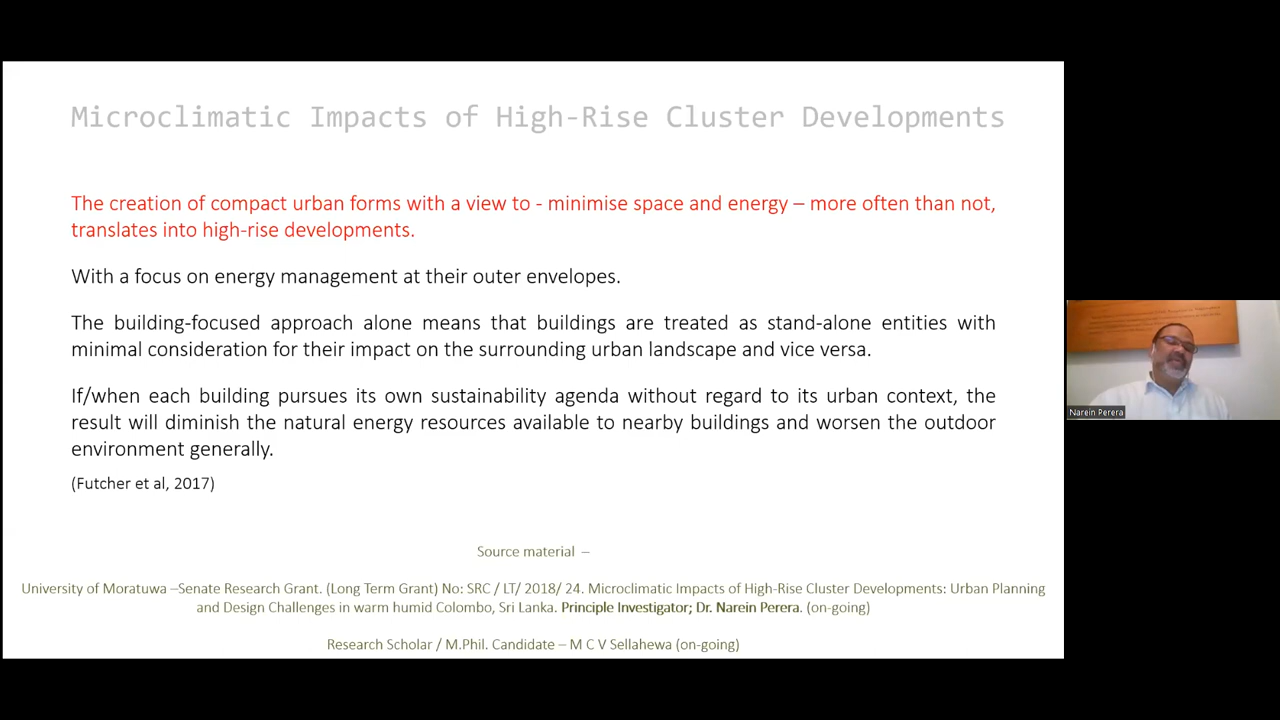 Microclimatic Impacts of High-Rise Cluster Developments
The creation of compact urban forms with a view to - minimise space and energy – more often than not,
translates into high-rise developments.
With a focus on energy management at their outer envelopes.
The building-focused approach alone means that buildings are treated as stand-alone entities with
minimal consideration for their impact on the surrounding urban landscape and vice versa.
If/when each building pursues its own sustainability agenda without regard to its urban context, the
result will diminish the natural energy resources available to nearby buildings and worsen the outdoor
environment generally.
(Futcher et al, 2017)
Source material –
University of Moratuwa –Senate Research Grant. (Long Term Grant) No: SRC / LT/ 2018/ 24. Microclimatic Impacts of High-Rise Cluster Developments: Urban Planning
and Design Challenges in warm humid Colombo, Sri Lanka. Principle Investigator; Dr. Narein Perera. (on-going)
Research Scholar / M.Phil. Candidate – M C V Sellahewa (on-going)
Narein Perera